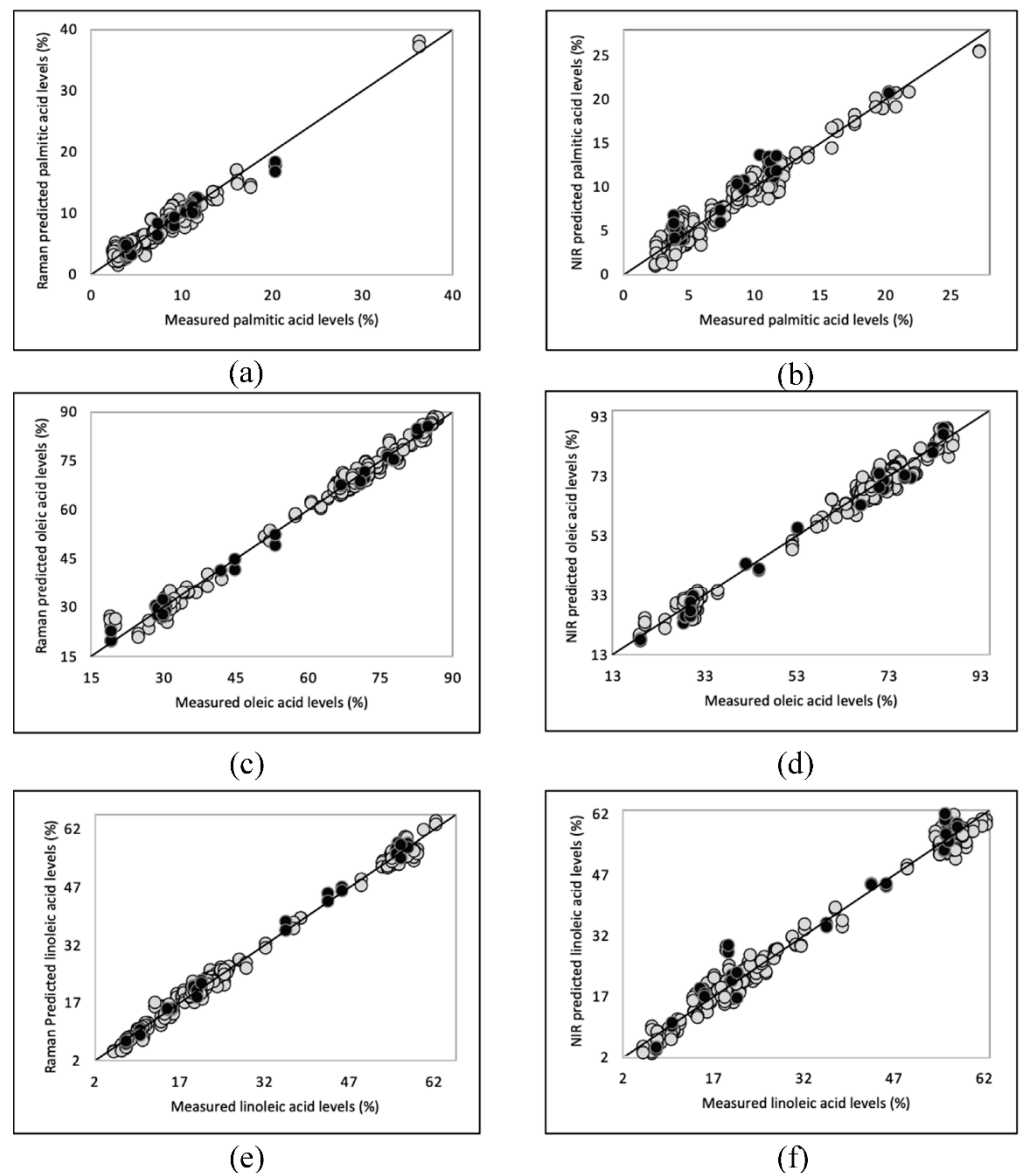 Raman predicted palmitic acid levels (%)
40
30
20
10
0
0 10 20 30 40
Measured palmitic acid levels (%)
(a)
NIR predicted palmitic acid levels (%)
25
20
15
10
5
0
0 5 10 15 20 25
Measured palmitic acid levels (%)
(b)
Raman predicted oleic acid levels (%)
90
75
60
45
30
15
15 30 45 60 75 90
Measured oleic acid levels (%)
(c)
NIR predicted oleic acid levels (%)
93
73
53
33
13
13 33 53 73 93
Measured oleic acid levels (%)
(d)
Raman Predicted linoleic acid levels (%)
62
47
32
17
2
2 17 32 47 62
Measured linoleic acid levels (%)
(e)
NIR predicted linoleic acid levels (%)
62
47
32
17
2
2 17 32 47 62
Measured linoleic acid levels (%)
(f)